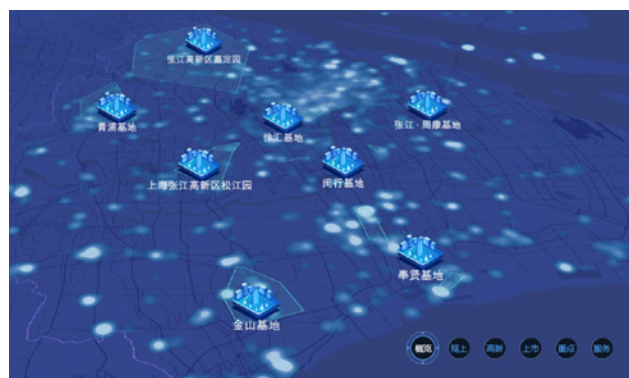 张江高新区嘉定园
青浦基地
徐汇基地
张江·周康基地
上海张江高新区松江园
闵行基地
奉贤基地
金山基地
概览
规上
高新
上市
重点
服务